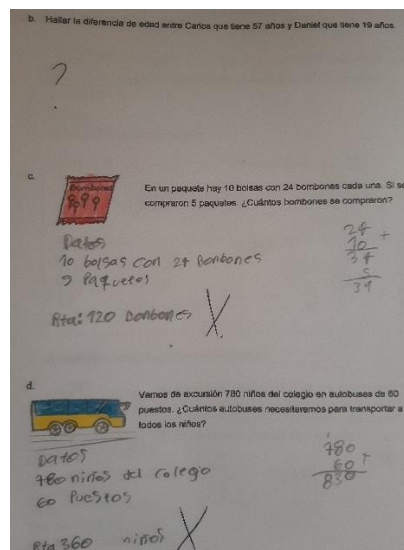 b. Hallar la diferencia de edad entre Carlos que tiene 57 años y Daniel que tiene 19 años.
?
c.
Bombones
En un paquete hay 10 bolsas con 24 bombones cada una. Si se
compraron 5 paquetes. ¿Cuántos bombones se compraron?
Datos
10 bolsas con 24 Bonbones
5 Paquetes
Rta: 120 Bonbones X
24 +
10
34
5
39
d.
Vamos de excursión 780 niños del colegio en autobuses de 60
puestos. ¿Cuántos autobuses necesitaremos para transportar a
todos los niños?
Datos
780 niños del colegio
60 Puestos
Rta 360 niños X
780
60 +
830